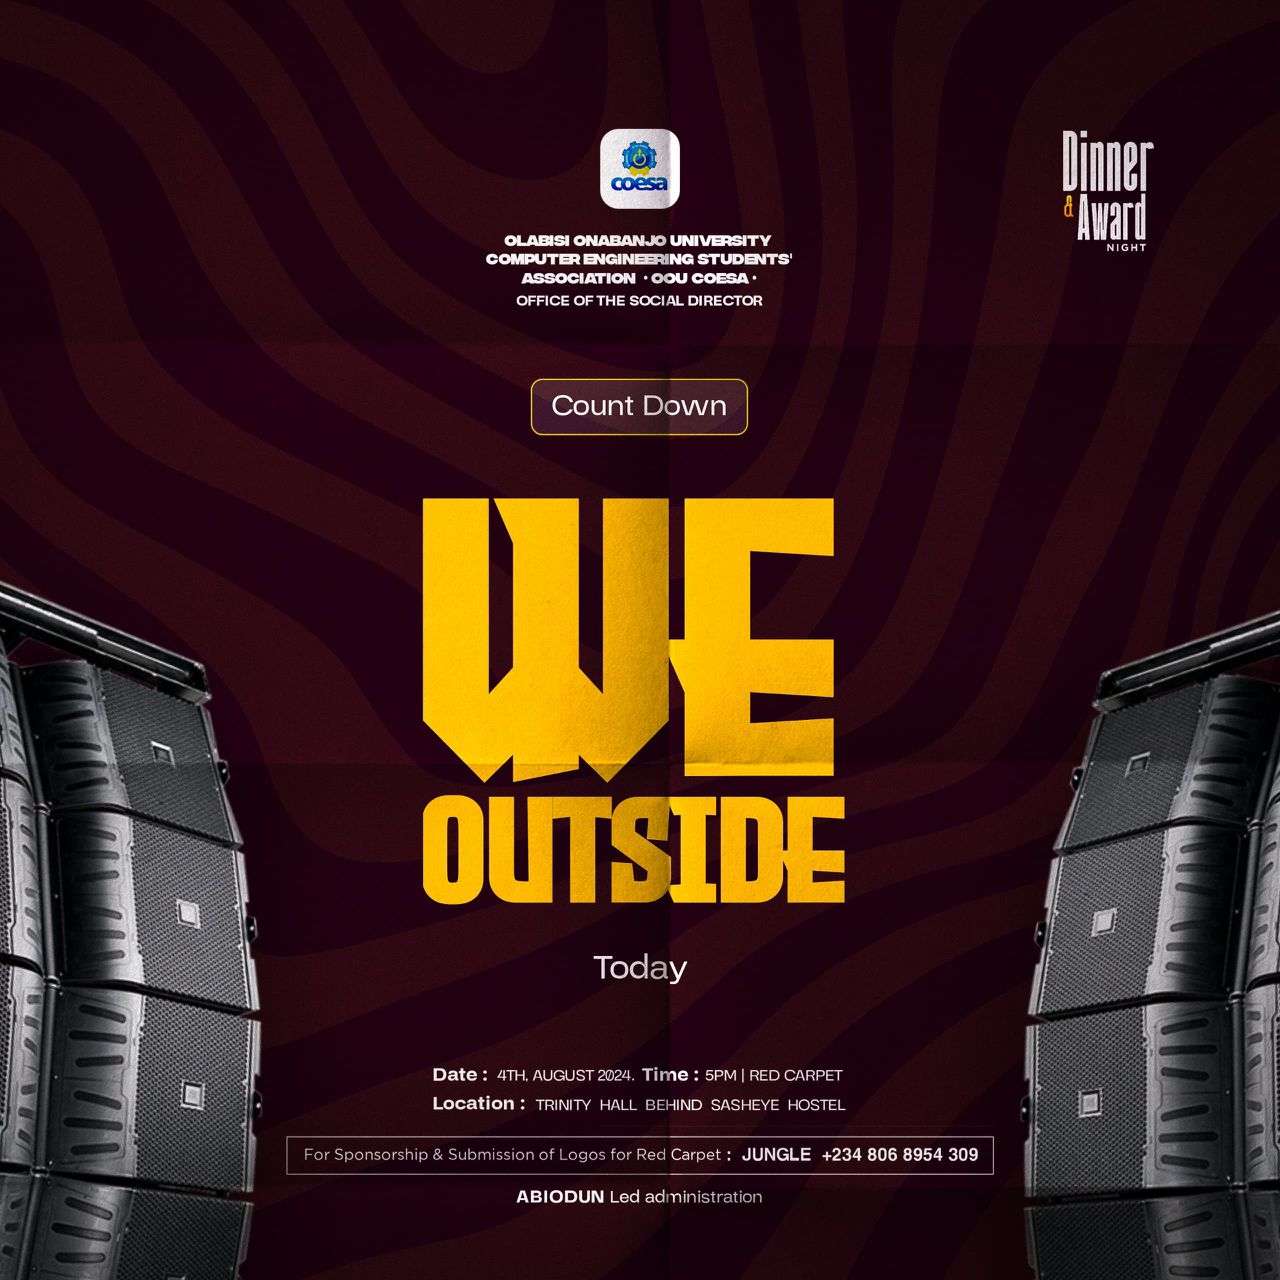 coesa
OLABISI ONABANJO UNIVERSITY
COMPUTER ENGINEERING STUDENTS'
ASSOCIATION • OOU COESA •
OFFICE OF THE SOCIAL DIRECTOR
Dinner
& Award
NIGHT
Count Down
WE
OUTSIDE
Today
Date : 4TH, AUGUST 2024. Time : 5PM | RED CARPET
Location : TRINITY HALL BEHIND SASHEYE HOSTEL
For Sponsorship & Submission of Logos for Red Carpet : JUNGLE +234 806 8954 309
ABIODUN Led administration